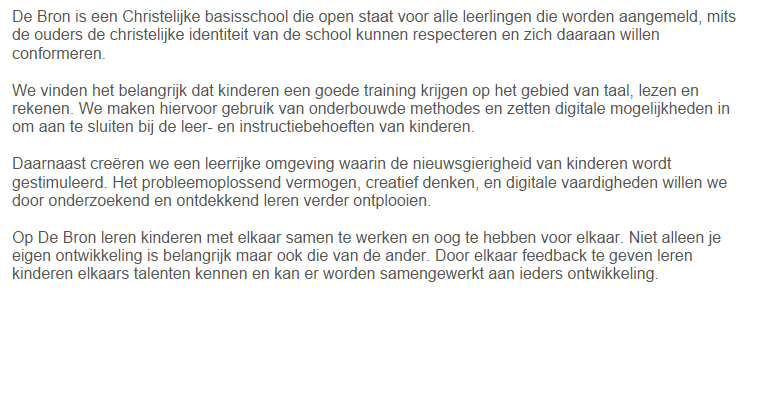 De Bron is een Christelijke basisschool die open staat voor alle leerlingen die worden aangemeld, mits
de ouders de christelijke identiteit van de school kunnen respecteren en zich daaraan willen
conformeren.
We vinden het belangrijk dat kinderen een goede training krijgen op het gebied van taal, lezen en
rekenen. We maken hiervoor gebruik van onderbouwde methodes en zetten digitale mogelijkheden in
om aan te sluiten bij de leer- en instructiebehoeften van kinderen.
Daarnaast creëren we een leerrijke omgeving waarin de nieuwsgierigheid van kinderen wordt
gestimuleerd. Het probleemoplossend vermogen, creatief denken, en digitale vaardigheden willen we
door onderzoekend en ontdekkend leren verder ontplooien.
Op De Bron leren kinderen met elkaar samen te werken en oog te hebben voor elkaar. Niet alleen je
eigen ontwikkeling is belangrijk maar ook die van de ander. Door elkaar feedback te geven leren
kinderen elkaars talenten kennen en kan er worden samengewerkt aan ieders ontwikkeling.